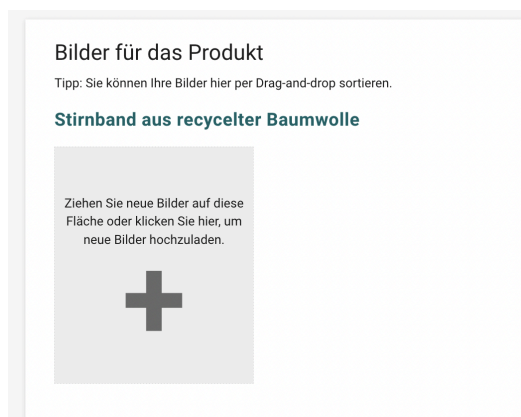 Bilder für das Produkt
Tipp: Sie können Ihre Bilder hier per Drag-and-drop sortieren.
Stirnband aus recycelter Baumwolle
Ziehen Sie neue Bilder auf diese
Fläche oder klicken Sie hier, um
neue Bilder hochzuladen.